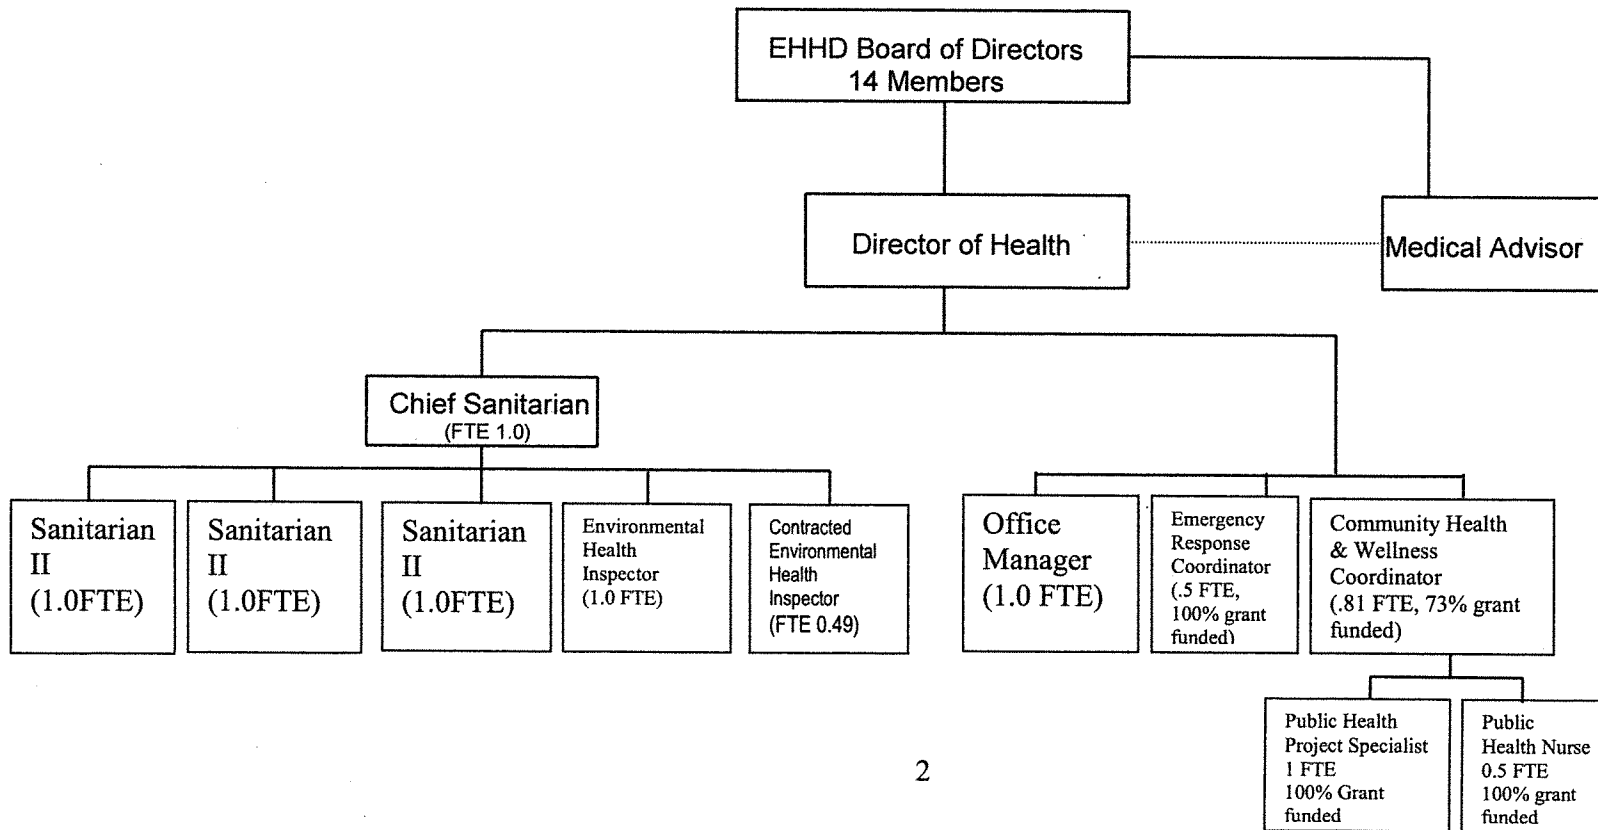 EHHD Board of Directors
14 Members
Director of Health
Medical Advisor
Chief Sanitarian
(FTE 1.0)
Sanitarian
II
(1.0FTE)
Sanitarian
II
(1.0FTE)
Sanitarian
II
(1.0FTE)
Environmental
Health
Inspector
(1.0 FTE)
Contracted
Environmental
Health
Inspector
(FTE 0.49)
Office
Manager
(1.0 FTE)
Emergency
Response
Coordinator
(.5 FTE,
100% grant
funded)
Community Health
& Wellness
Coordinator
(.81 FTE, 73% grant
funded)
Public Health
Project Specialist
1 FTE
100% Grant
funded
Public
Health Nurse
0.5 FTE
100% grant
funded
2